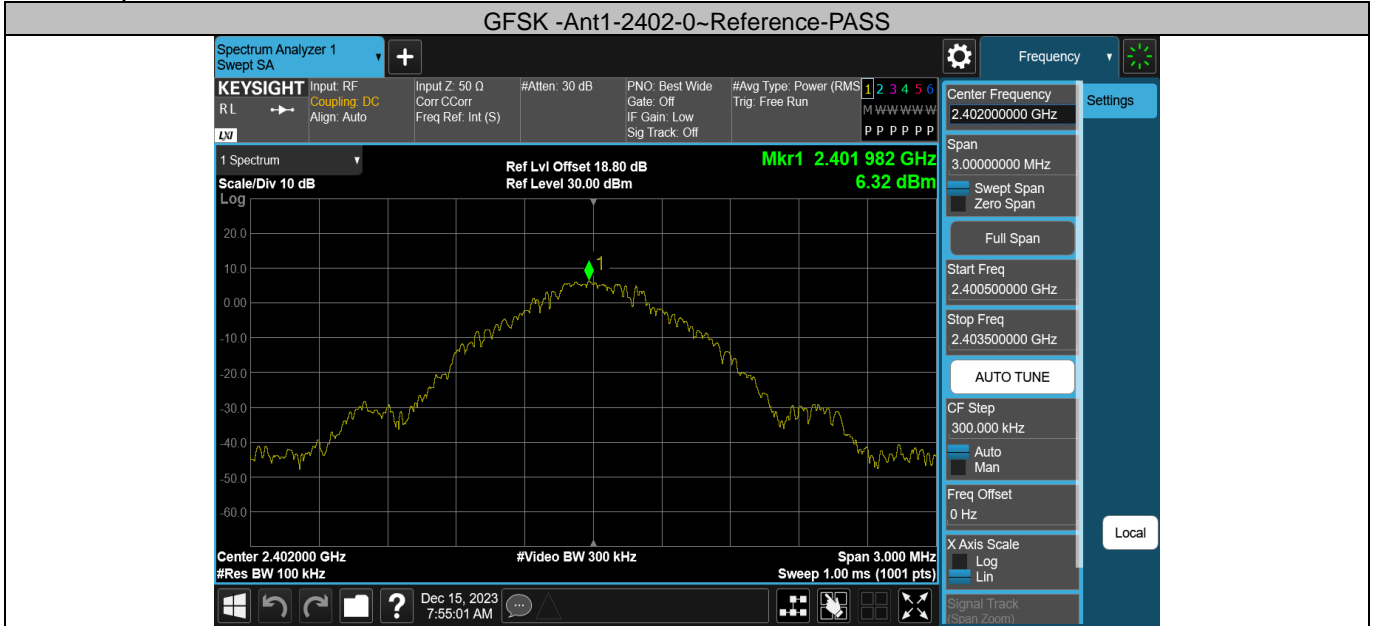 GFSK -Ant1-2402-0~Reference-PASS
Spectrum Analyzer 1
Swept SA
+
Frequency
KEYSIGHT
RL
LXI
Input: RF
Coupling: DC
Align: Auto
Input Z: 50 Ω
Corr CCorr
Freq Ref: Int (S)
#Atten: 30 dB
PNO: Best Wide
Gate: Off
IF Gain: Low
Sig Track: Off
#Avg Type: Power (RMS
Trig: Free Run
1 2 3 4 5 6
M W W W W W
P P P P P P
1 Spectrum
Scale/Div 10 dB
Log
Ref Lvl Offset 18.80 dB
Ref Level 30.00 dBm
Mkr1 2.401 982 GHz
6.32 dBm
1
20.0
10.0
0.00
-10.0
-20.0
-30.0
-40.0
-50.0
-60.0
Center 2.402000 GHz
#Res BW 100 kHz
#Video BW 300 kHz
Span 3.000 MHz
Sweep 1.00 ms (1001 pts)
Center Frequency
2.402000000 GHz
Span
3.00000000 MHz
Swept Span
Zero Span
Full Span
Start Freq
2.400500000 GHz
Stop Freq
2.403500000 GHz
AUTO TUNE
CF Step
300.000 kHz
Auto
Man
Freq Offset
0 Hz
X Axis Scale
Log
Lin
Signal Track
(Span Zoom)
Settings
Local
?
Dec 15, 2023
7:55:01 AM